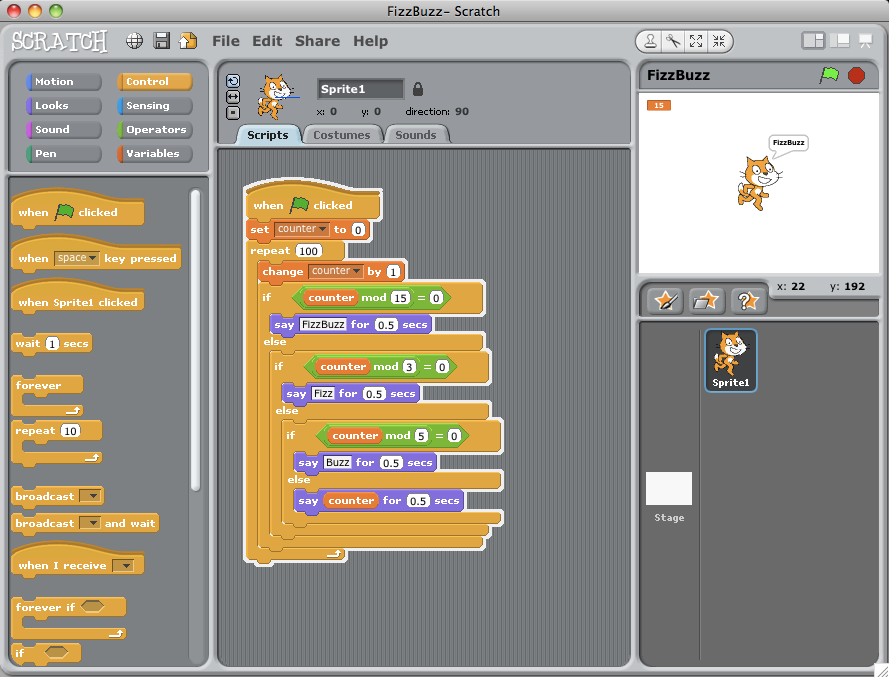 FizzBuzz- Scratch
SCRATCH
File Edit Share Help
Motion Control
Looks Sensing
Sound Operators
Pen Variables
when clicked
when space key pressed
when Sprite1 clicked
wait 1 secs
forever
repeat 10
broadcast
broadcast and wait
when I receive
forever if
if
Sprite1
x: 0 y: 0 direction: 90
Scripts Costumes Sounds
when clicked
set counter to 0
repeat 100
change counter by 1
if counter mod 15 = 0
say FizzBuzz for 0.5 secs
else
if counter mod 3 = 0
say Fizz for 0.5 secs
else
if counter mod 5 = 0
say Buzz for 0.5 secs
else
say counter for 0.5 secs
FizzBuzz
15
FizzBuzz
x: 22 y: 192
Sprite1
Stage